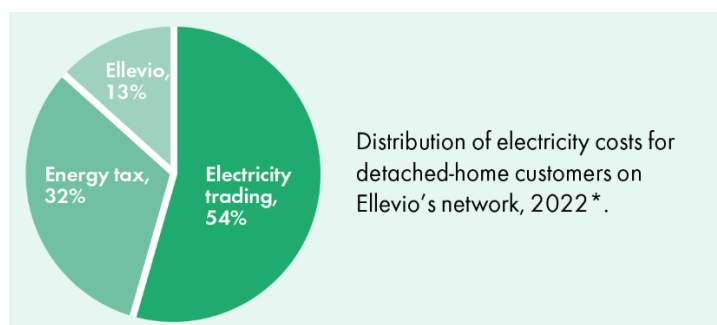 Ellevio,
13%
Energy tax,
32%
Electricity
trading,
54%
Distribution of electricity costs for
detached-home customers on
Ellevio’s network, 2022*.